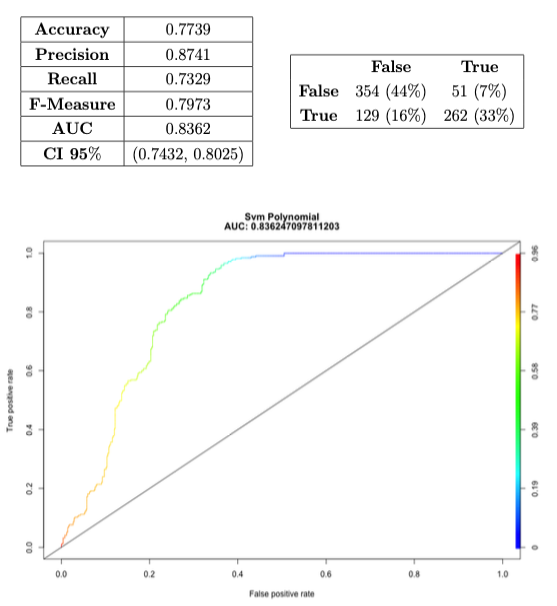 Accuracy 0.7739
Precision 0.8741
Recall 0.7329
F-Measure 0.7973
AUC 0.8362
CI 95% (0.7432, 0.8025)
False True
False 354 (44%) 51 (7%)
True 129 (16%) 262 (33%)
Svm Polynomial
AUC: 0.836247097811203
True positive rate
1.0
0.8
0.6
0.4
0.2
0.0
0.96
0.77
0.58
0.39
0.19
0
0.0 0.2 0.4 0.6 0.8 1.0
False positive rate